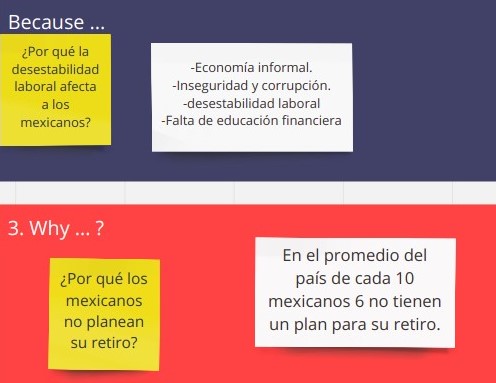 Because ...
¿Por qué la
desestabilidad
laboral afecta
a los
mexicanos?
-Economía informal.
-Inseguridad y corrupción.
-desestabilidad laboral
-Falta de educación financiera
3. Why ... ?
¿Por qué los
mexicanos
no planean
su retiro?
En el promedio del
país de cada 10
mexicanos 6 no tienen
un plan para su retiro.